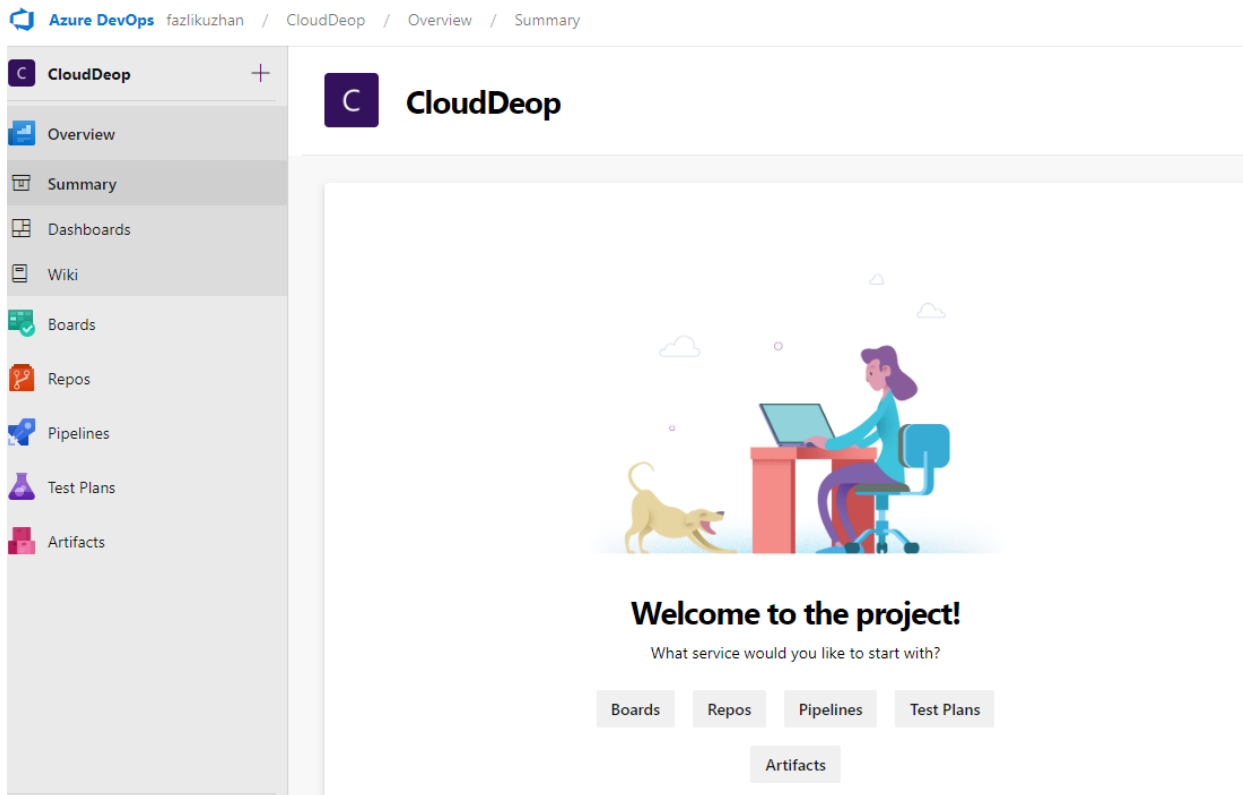 Azure DevOps fazlikuzhan / CloudDeop / Overview / Summary
C CloudDeop +
Overview
Summary
Dashboards
Wiki
Boards
Repos
Pipelines
Test Plans
Artifacts
C CloudDeop
Welcome to the project!
What service would you like to start with?
Boards Repos Pipelines Test Plans
Artifacts